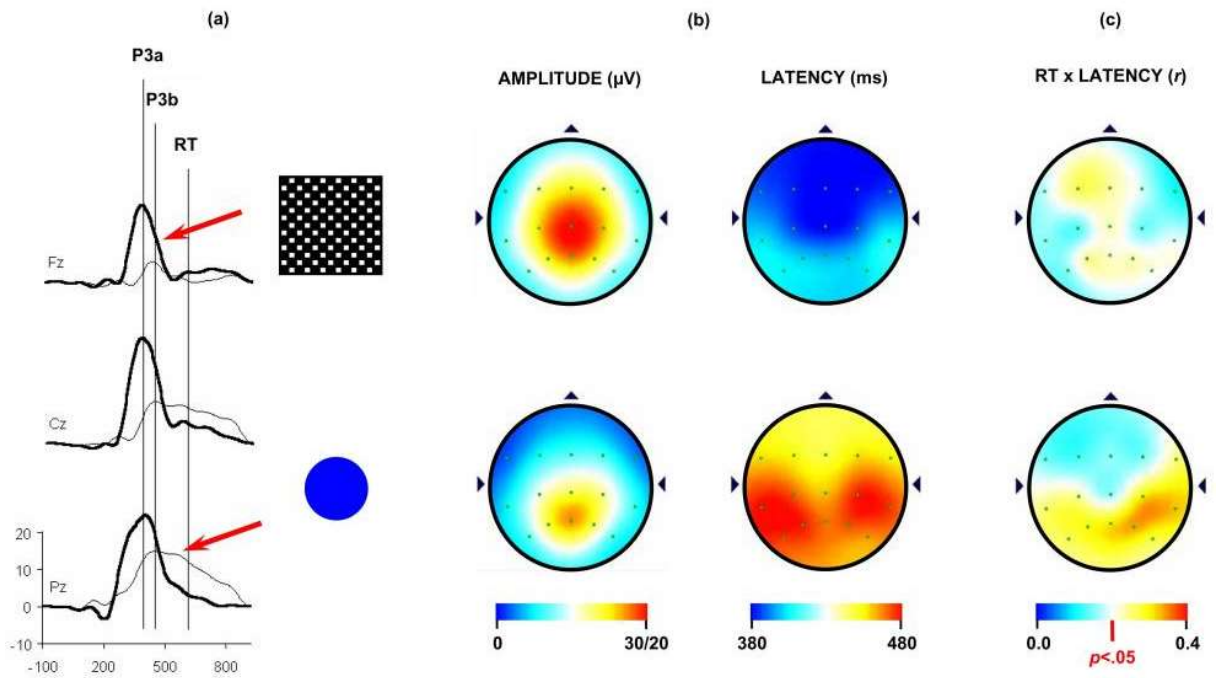 (a)
(b)
(c)
P3a
P3b
RT
AMPLITUDE (µV)
LATENCY (ms)
RT x LATENCY (r)
Fz
Cz
Pz
20
10
0
-10
-100
200
500
800
0
30/20
380
480
0.0
0.4
p<.05